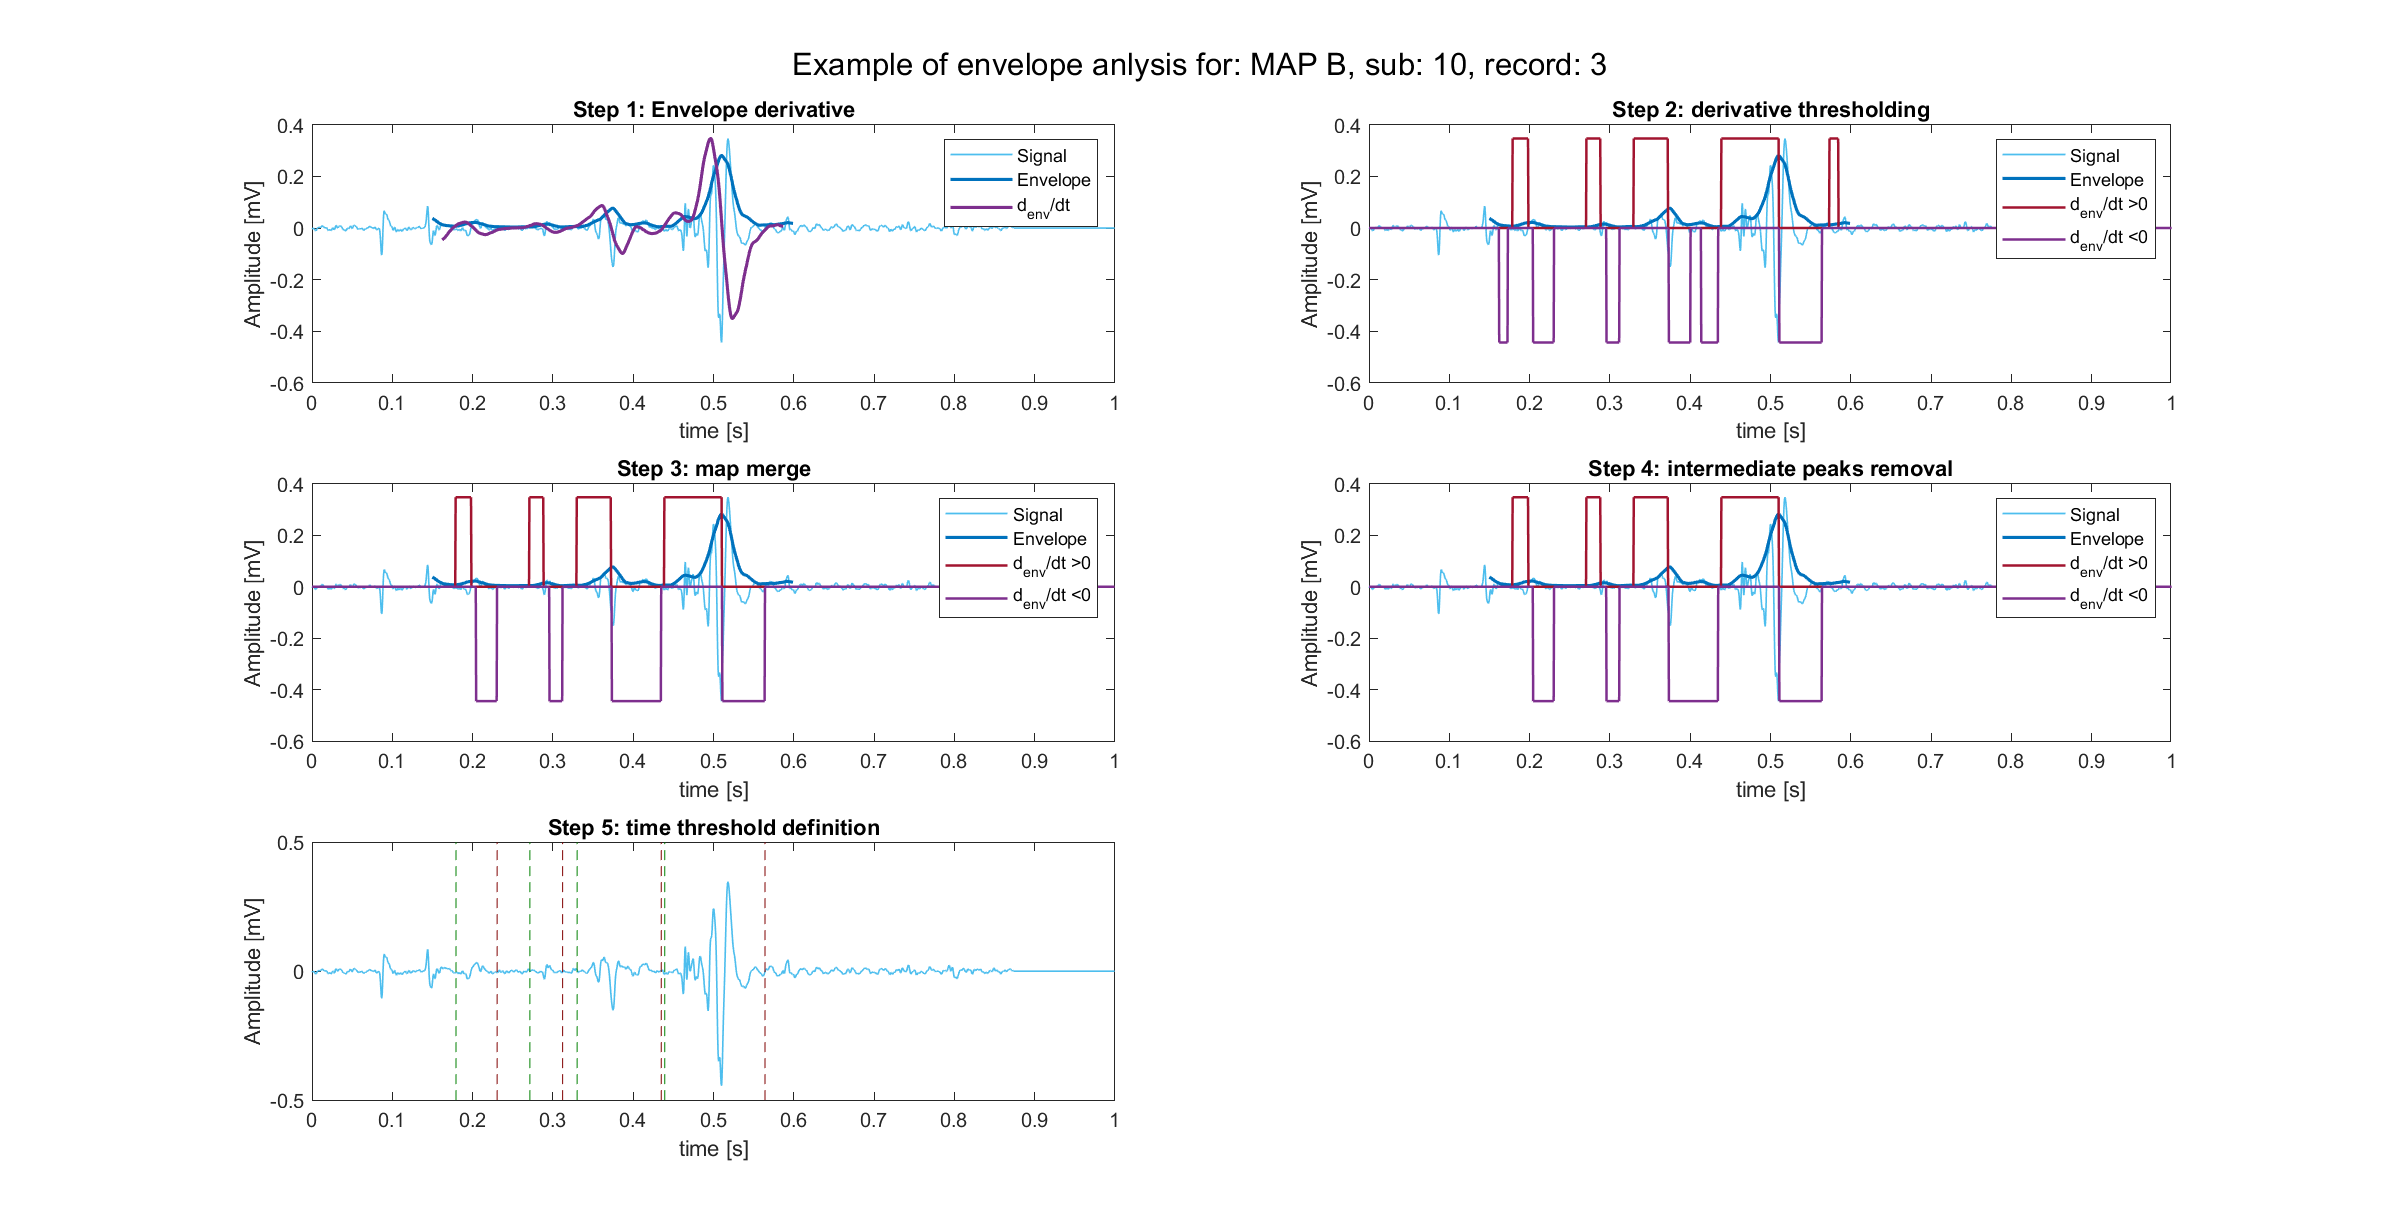 Example of envelope anlysis for: MAP B, sub: 10, record: 3
Step 1: Envelope derivative
0.4
0.2
0
-0.2
-0.4
-0.6
Amplitude [mV]
0 0.1 0.2 0.3 0.4 0.5 0.6 0.7 0.8 0.9 1
time [s]
Signal
Envelope
d_env/dt
Step 2: derivative thresholding
0.4
0.2
0
-0.2
-0.4
-0.6
Amplitude [mV]
0 0.1 0.2 0.3 0.4 0.5 0.6 0.7 0.8 0.9 1
time [s]
Signal
Envelope
d_env/dt >0
d_env/dt <0
Step 3: map merge
0.4
0.2
0
-0.2
-0.4
-0.6
Amplitude [mV]
0 0.1 0.2 0.3 0.4 0.5 0.6 0.7 0.8 0.9 1
time [s]
Signal
Envelope
d_env/dt >0
d_env/dt <0
Step 4: intermediate peaks removal
0.4
0.2
0
-0.2
-0.4
-0.6
Amplitude [mV]
0 0.1 0.2 0.3 0.4 0.5 0.6 0.7 0.8 0.9 1
time [s]
Signal
Envelope
d_env/dt >0
d_env/dt <0
Step 5: time threshold definition
0.5
0
-0.5
Amplitude [mV]
0 0.1 0.2 0.3 0.4 0.5 0.6 0.7 0.8 0.9 1
time [s]